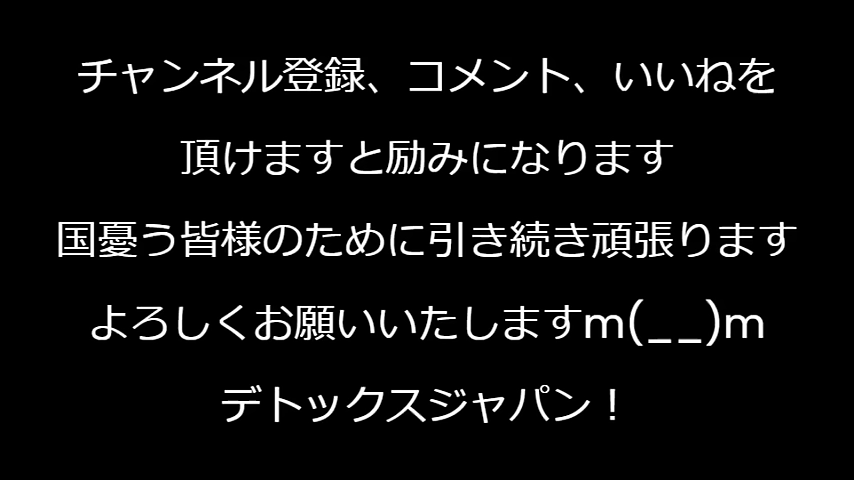 チャンネル登録、コメント、いいねを
頂けますと励みになります
国憂う皆様のために引き続き頑張ります
よろしくお願いいたしますm(__)m
デトックスジャパン！